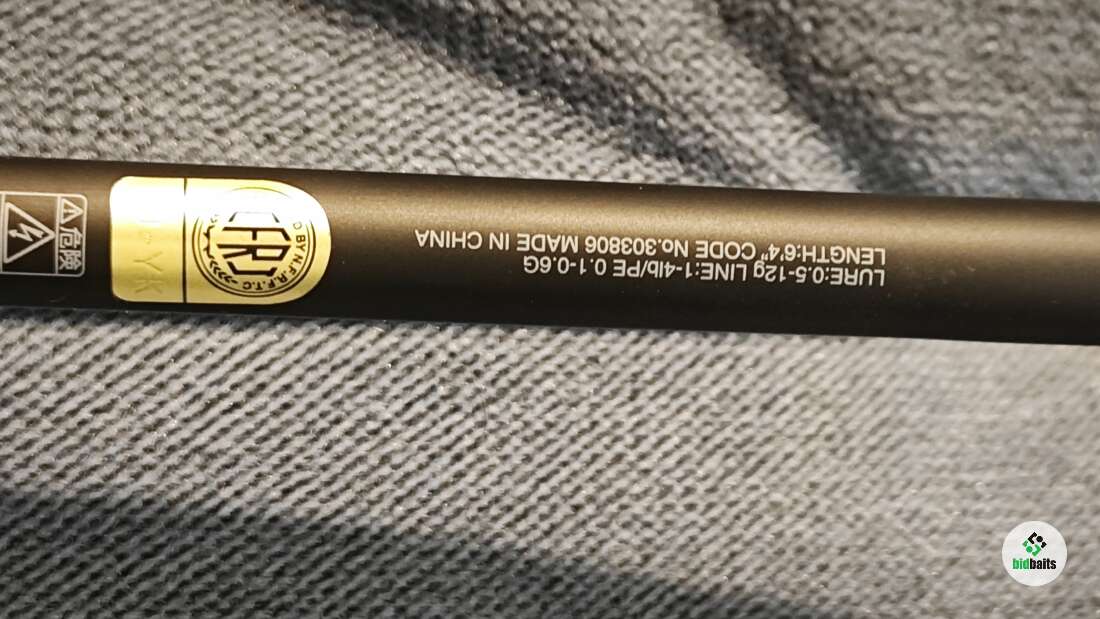 LENGTH:6'4" CODE No.303806 MADE IN CHINA
LURE:0.5-12g LINE:1-4lb/PE 0.1-0.6G
D BY N.F.R.F.T.C
危険
bidbaits